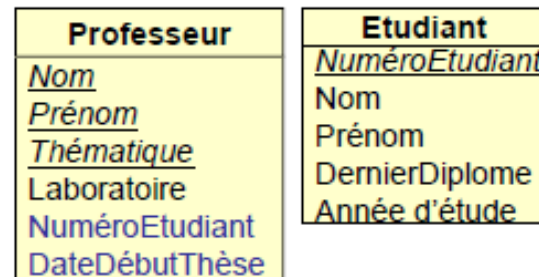 Professeur
Nom
Prénom
Thématique
Laboratoire
NuméroEtudiant
DateDébutThèse
Etudiant
NuméroEtudiant
Nom
Prénom
DernierDiplome
Année d'étude